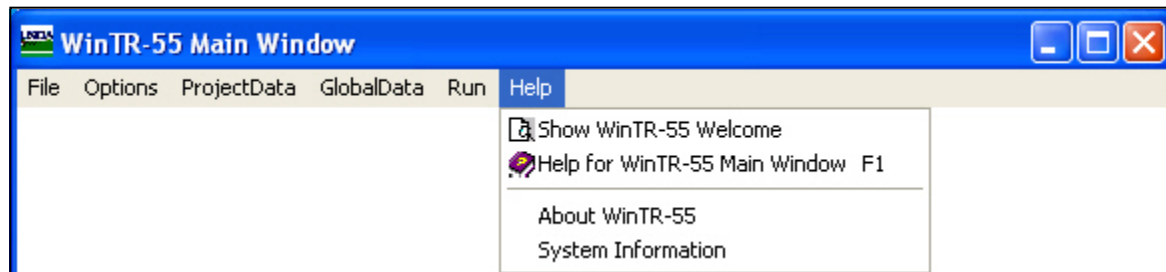 WinTR-55 Main Window
File Options ProjectData GlobalData Run Help
Show WinTR-55 Welcome
Help for WinTR-55 Main Window F1
About WinTR-55
System Information